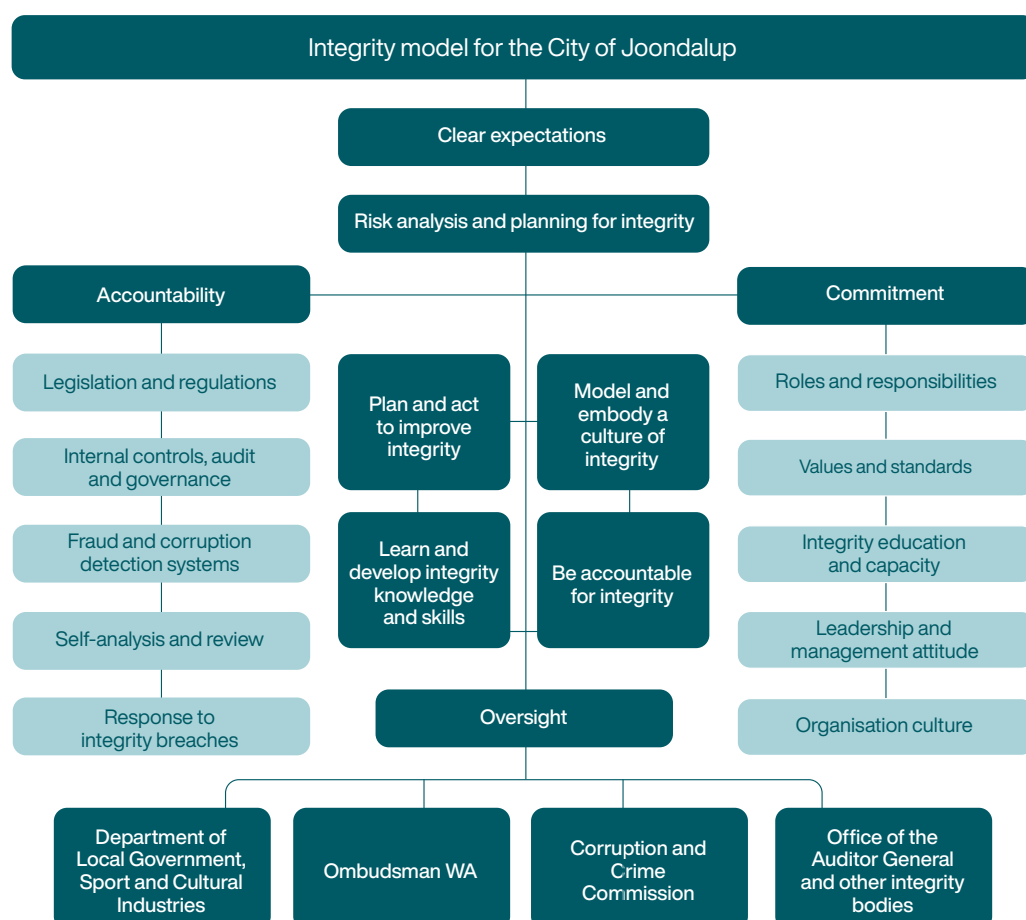 Integrity model for the City of Joondalup
Clear expectations
Risk analysis and planning for integrity
Accountability
Legislation and regulations
Internal controls, audit
and governance
Fraud and corruption
detection systems
Self-analysis and review
Response to
integrity breaches
Plan and act
to improve
integrity
Model and
embody a
culture of
integrity
Learn and
develop integrity
knowledge
and skills
Be accountable
for integrity
Commitment
Roles and responsibilities
Values and standards
Integrity education
and capacity
Leadership and
management attitude
Organisation culture
Oversight
Department of
Local Government,
Sport and Cultural
Industries
Ombudsman WA
Corruption and
Crime
Commission
Office of the
Auditor General
and other integrity
bodies